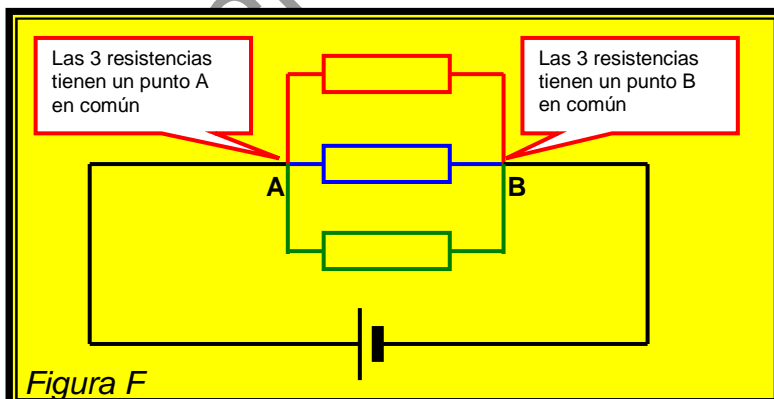 Las 3 resistencias
tienen un punto A
en común
Las 3 resistencias
tienen un punto B
en común
A
B
Figura F